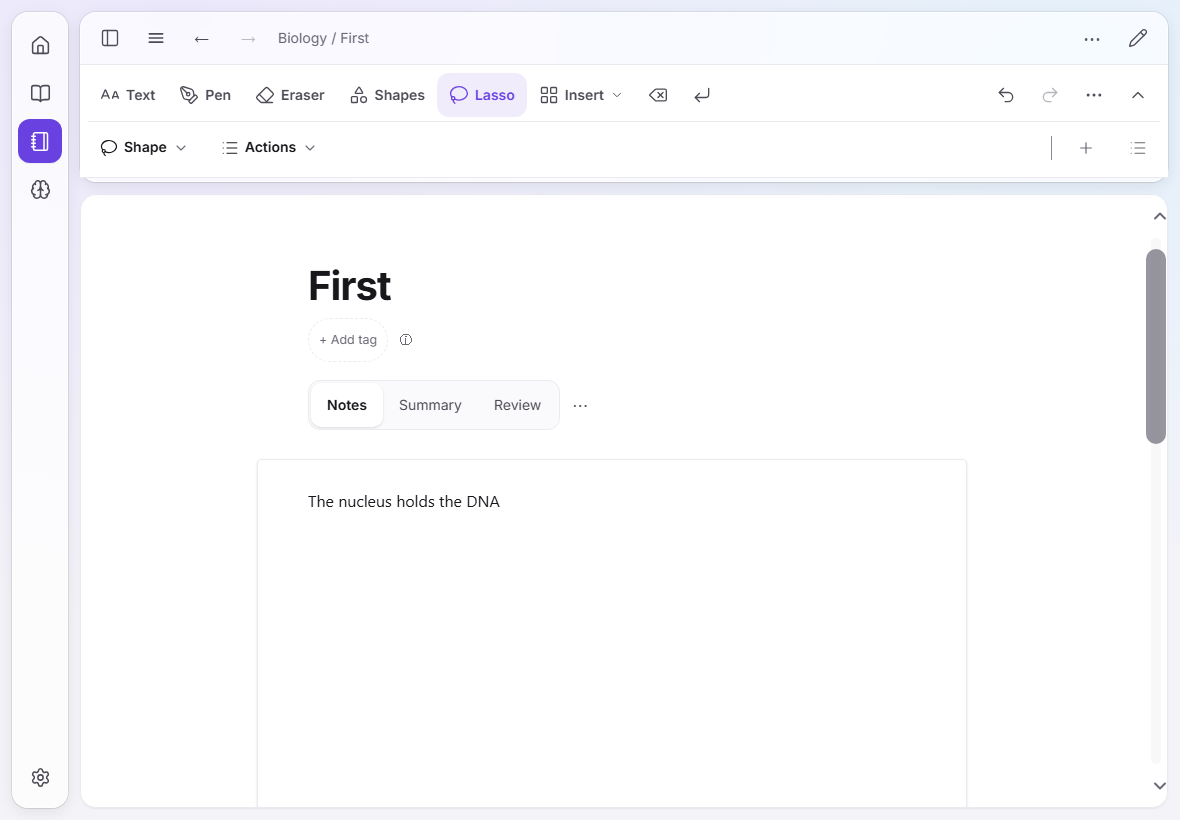 Biology / First
Text Pen Eraser Shapes Lasso Insert
Shape Actions
First
+ Add tag
Notes Summary Review
The nucleus holds the DNA